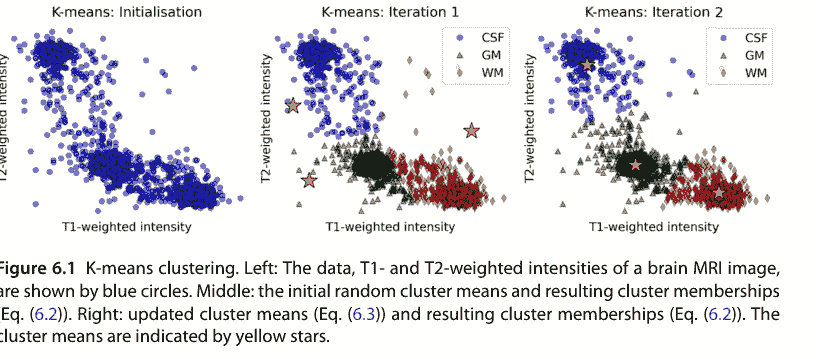 K-means: Initialisation
K-means: Iteration 1
K-means: Iteration 2
CSF
GM
WM
CSF
GM
WM
T2-weighted intensity
T2-weighted intensity
T2-weighted intensity
T1-weighted intensity
T1-weighted intensity
T1-weighted intensity
Figure 6.1 K-means clustering. Left: The data, T1- and T2-weighted intensities of a brain MRI image,
are shown by blue circles. Middle: the initial random cluster means and resulting cluster memberships
(Eq. (6.2)). Right: updated cluster means (Eq. (6.3)) and resulting cluster memberships (Eq. (6.2)). The
cluster means are indicated by yellow stars.